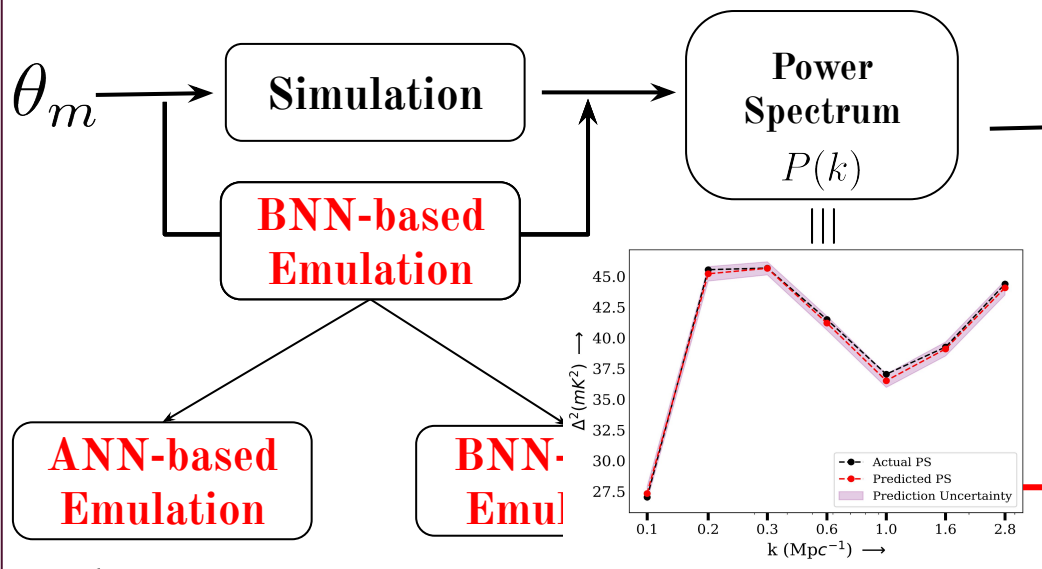 θm
Simulation
Power
Spectrum
P(k)
BNN-based
Emulation
ANN-based
Emulation
BNN-
Emul
Δ²(mK²) ⟶
45.0
42.5
40.0
37.5
35.0
32.5
30.0
27.5
Actual PS
Predicted PS
Prediction Uncertainty
0.1 0.2 0.3 0.6 1.0 1.6 2.8
k (Mpc⁻¹) ⟶